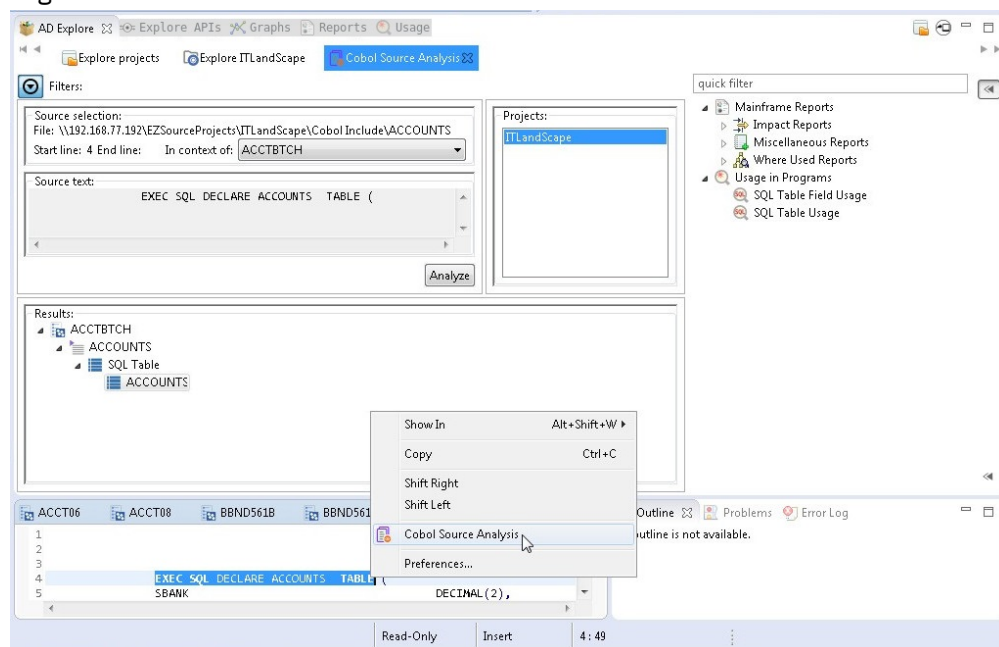 AD Explore Explore APIs Graphs Reports Usage
Explore projects Explore ITLandScape Cobol Source Analysis
Filters:
Source selection:
File: \\192.168.77.192\EZSourceProjects\ITLandScape\Cobol Include\ACCOUNTS
Start line: 4 End line: In context of: ACCTBTCH
Source text:
EXEC SQL DECLARE ACCOUNTS TABLE (
Analyze
Projects:
ITLandScape
quick filter
Mainframe Reports
Impact Reports
Miscellaneous Reports
Where Used Reports
Usage in Programs
SQL Table Field Usage
SQL Table Usage
Results:
ACCTBTCH
ACCOUNTS
SQL Table
ACCOUNTS
Show In Alt+Shift+W
Copy Ctrl+C
Shift Right
Shift Left
Cobol Source Analysis
Preferences...
ACCT06 ACCT08 BBND561B BBND561
Outline Problems Error Log
utline is not available.
1
2
3
4 EXEC SQL DECLARE ACCOUNTS TABLE (
5 SBANK DECIMAL(2),
Read-Only Insert 4 : 49